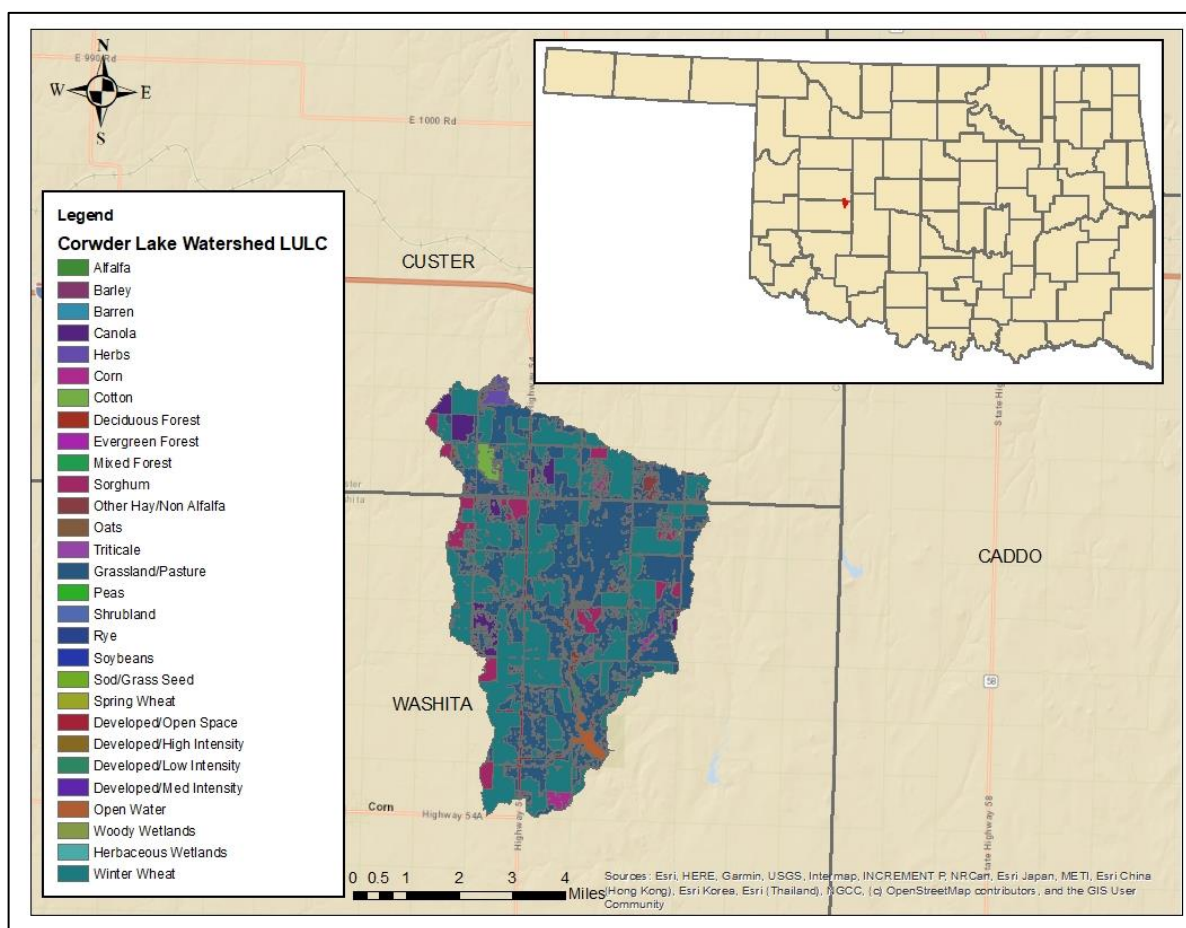 N
W
E
S
E 990 Rd
E 1000 Rd
CUSTER
Legend
Corwder Lake Watershed LULC
Alfalfa
Barley
Barren
Canola
Herbs
Corn
Cotton
Deciduous Forest
Evergreen Forest
Mixed Forest
Sorghum
Other Hay/Non Alfalfa
Oats
Triticale
Grassland/Pasture
Peas
Shrubland
Rye
Soybeans
Sod/Grass Seed
Spring Wheat
Developed/Open Space
Developed/High Intensity
Developed/Low Intensity
Developed/Med Intensity
Open Water
Woody Wetlands
Herbaceous Wetlands
Winter Wheat
Highway 54
CADDO
58
WASHITA
Corn
Highway 54A
State Highway 58
0 0.5 1 2 3 4
Miles
Sources: Esri, HERE, Garmin, USGS, Intermap, INCREMENT P, NRCan, Esri Japan, METI, Esri China
(Hong Kong), Esri Korea, Esri (Thailand), NGCC, (c) OpenStreetMap contributors, and the GIS User
Community